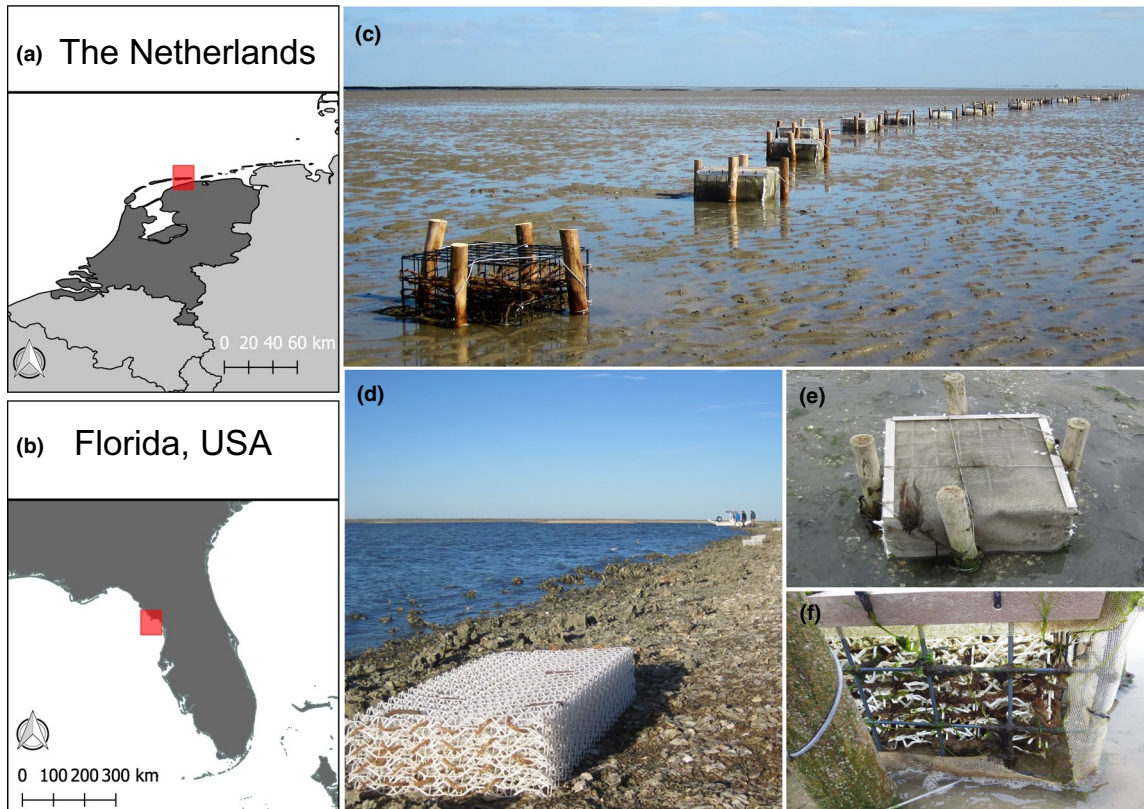 (a) The Netherlands
0 20 40 60 km
(b) Florida, USA
0 100 200 300 km
(c)
(d)
(e)
(f)